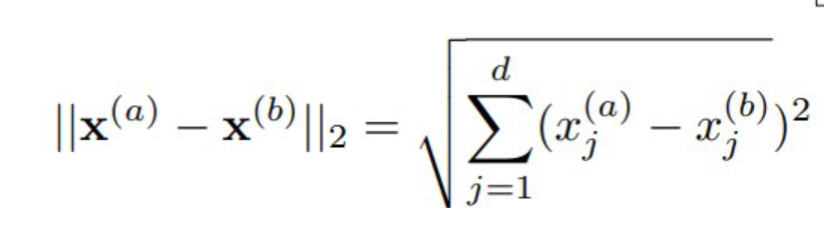 ||x^{(a)} − x^{(b)}||_2 = √(∑_{j=1}^{d} (x_j^{(a)} − x_j^{(b)})^2)